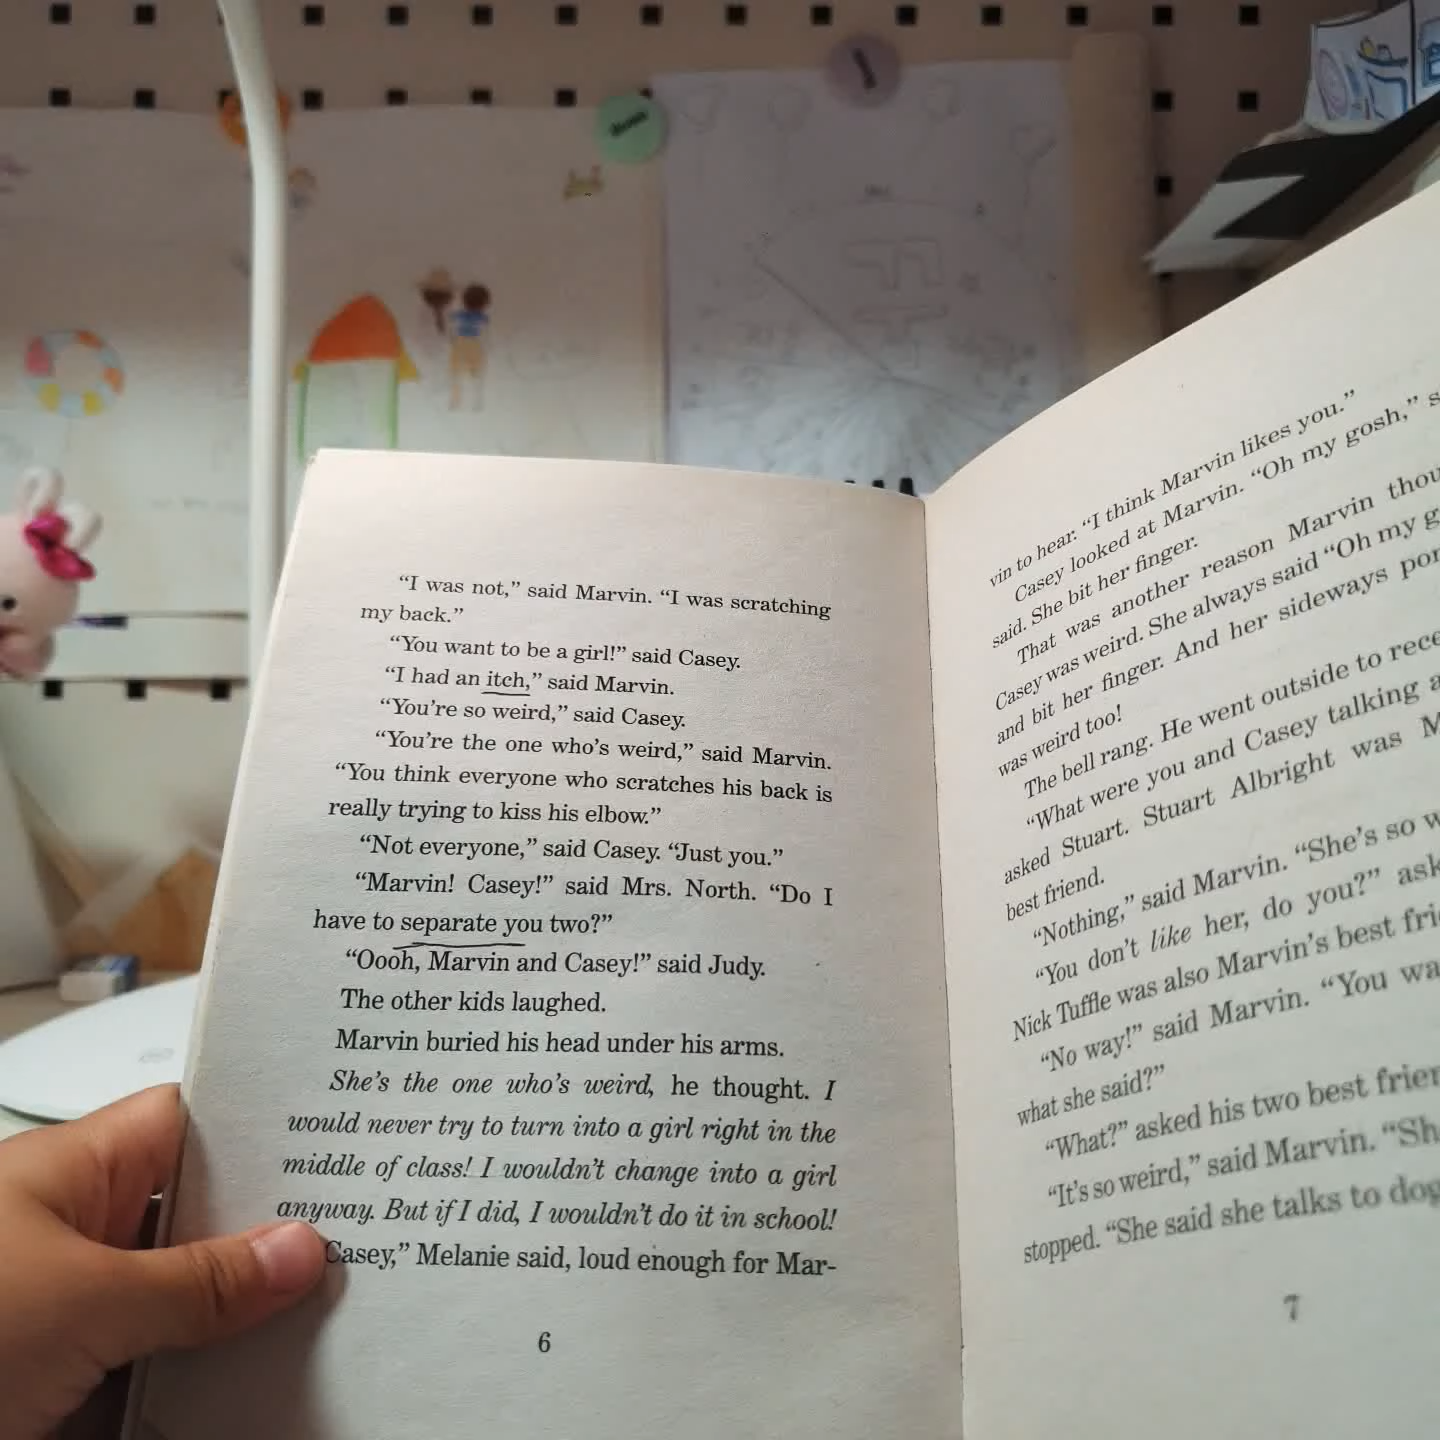 “I was not,” said Marvin. “I was scratching
my back.”
“You want to be a girl!” said Casey.
“I had an itch,” said Marvin.
“You're so weird,” said Casey.
“You're the one who's weird,” said Marvin.
“You think everyone who scratches his back is
really trying to kiss his elbow.”
“Not everyone,” said Casey. “Just you.”
“Marvin! Casey!” said Mrs. North. “Do I
have to separate you two?”
“Oooh, Marvin and Casey!” said Judy.
The other kids laughed.
Marvin buried his head under his arms.
She's the one who's weird, he thought. I
would never try to turn into a girl right in the
middle of class! I wouldn't change into a girl
anyway. But if I did, I wouldn't do it in school!
Casey,” Melanie said, loud enough for Mar-
6
vin to hear. “I think Marvin likes you.”
Casey looked at Marvin. “Oh my gosh,”
said. She bit her finger.
That was another reason Marvin
Casey was weird. She always said “Oh my
and bit her finger. And her sideways
was weird too!
The bell rang. He went outside to
“What were you and Casey talking
asked Stuart. Stuart Albright was
best friend.
“Nothing,” said Marvin. “She's so
“You don't like her, do you?”
Nick Tuffle was also Marvin's best
“No way!” said Marvin. “You
what she said?”
“What?” asked his two best
“It's so weird,” said Marvin.
stopped. “She said she talks to
7